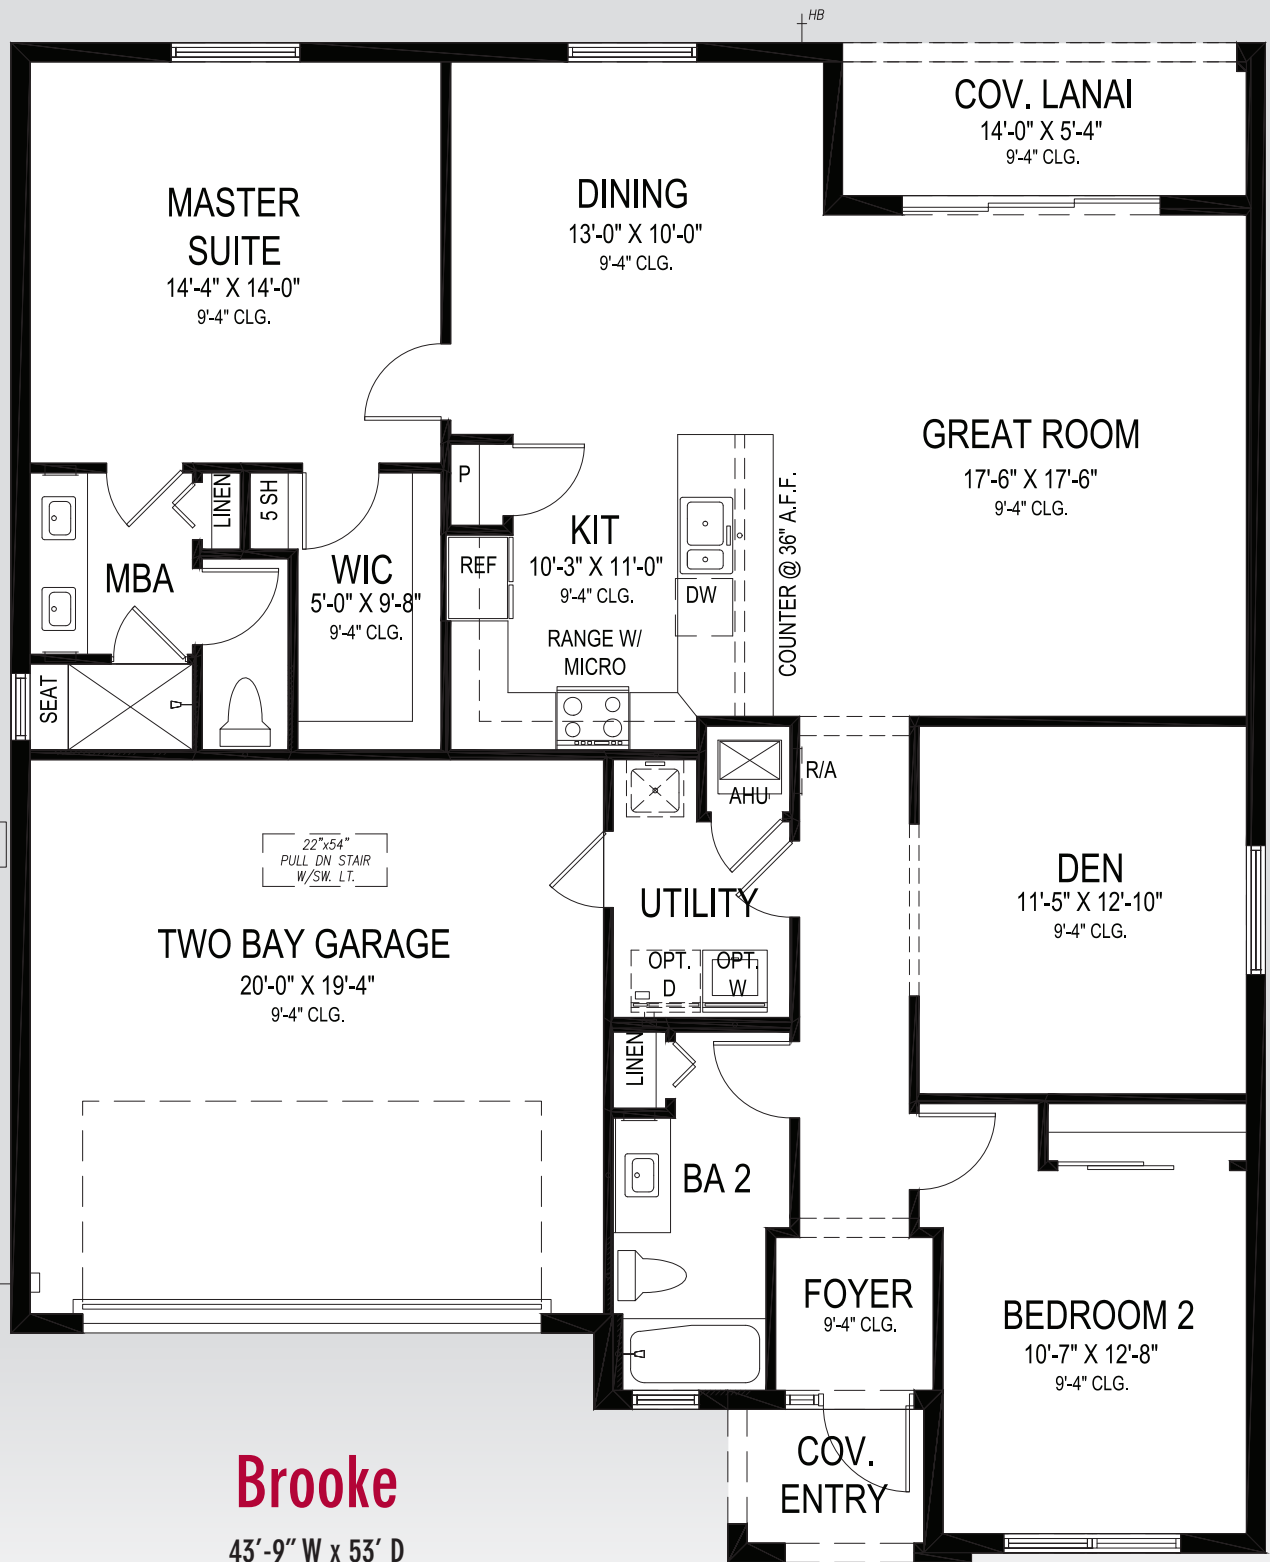 HB
COV. LANAI
14'-0" X 5'-4"
9'-4" CLG.
MASTER
SUITE
14'-4" X 14'-0"
9'-4" CLG.
DINING
13'-0" X 10'-0"
9'-4" CLG.
GREAT ROOM
17'-6" X 17'-6"
9'-4" CLG.
P
LINEN
5 SH
KIT
10'-3" X 11'-0"
9'-4" CLG.
REF
RANGE W/
MICRO
DW
COUNTER @ 36" A.F.F.
MBA
WIC
5'-0" X 9'-8"
9'-4" CLG.
SEAT
R/A
AHU
22"x54"
PULL DN STAIR
W/SW. LT.
UTILITY
DEN
11'-5" X 12'-10"
9'-4" CLG.
TWO BAY GARAGE
20'-0" X 19'-4"
9'-4" CLG.
OPT.
D
OPT.
W
LINEN
BA 2
FOYER
9'-4" CLG.
BEDROOM 2
10'-7" X 12'-8"
9'-4" CLG.
COV.
ENTRY
Brooke
43'-9" W x 53' D